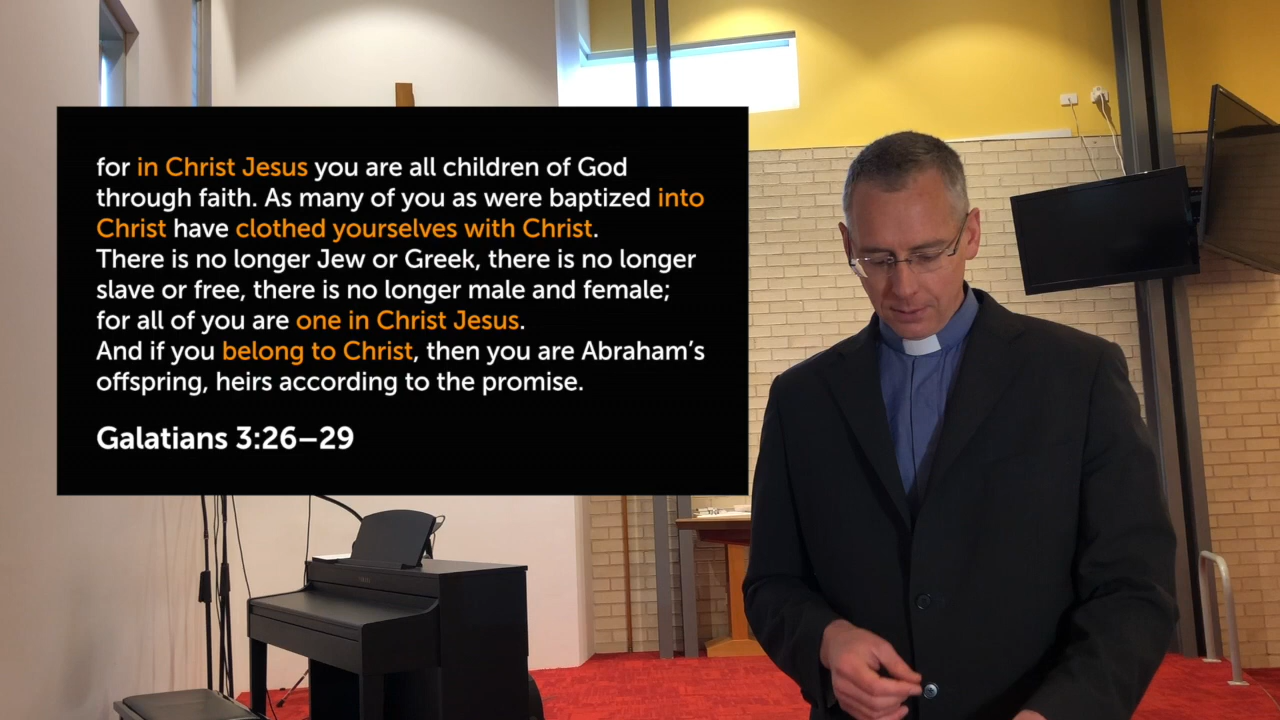 for in Christ Jesus you are all children of God
through faith. As many of you as were baptized into
Christ have clothed yourselves with Christ.
There is no longer Jew or Greek, there is no longer
slave or free, there is no longer male and female;
for all of you are one in Christ Jesus.
And if you belong to Christ, then you are Abraham’s
offspring, heirs according to the promise.
Galatians 3:26–29